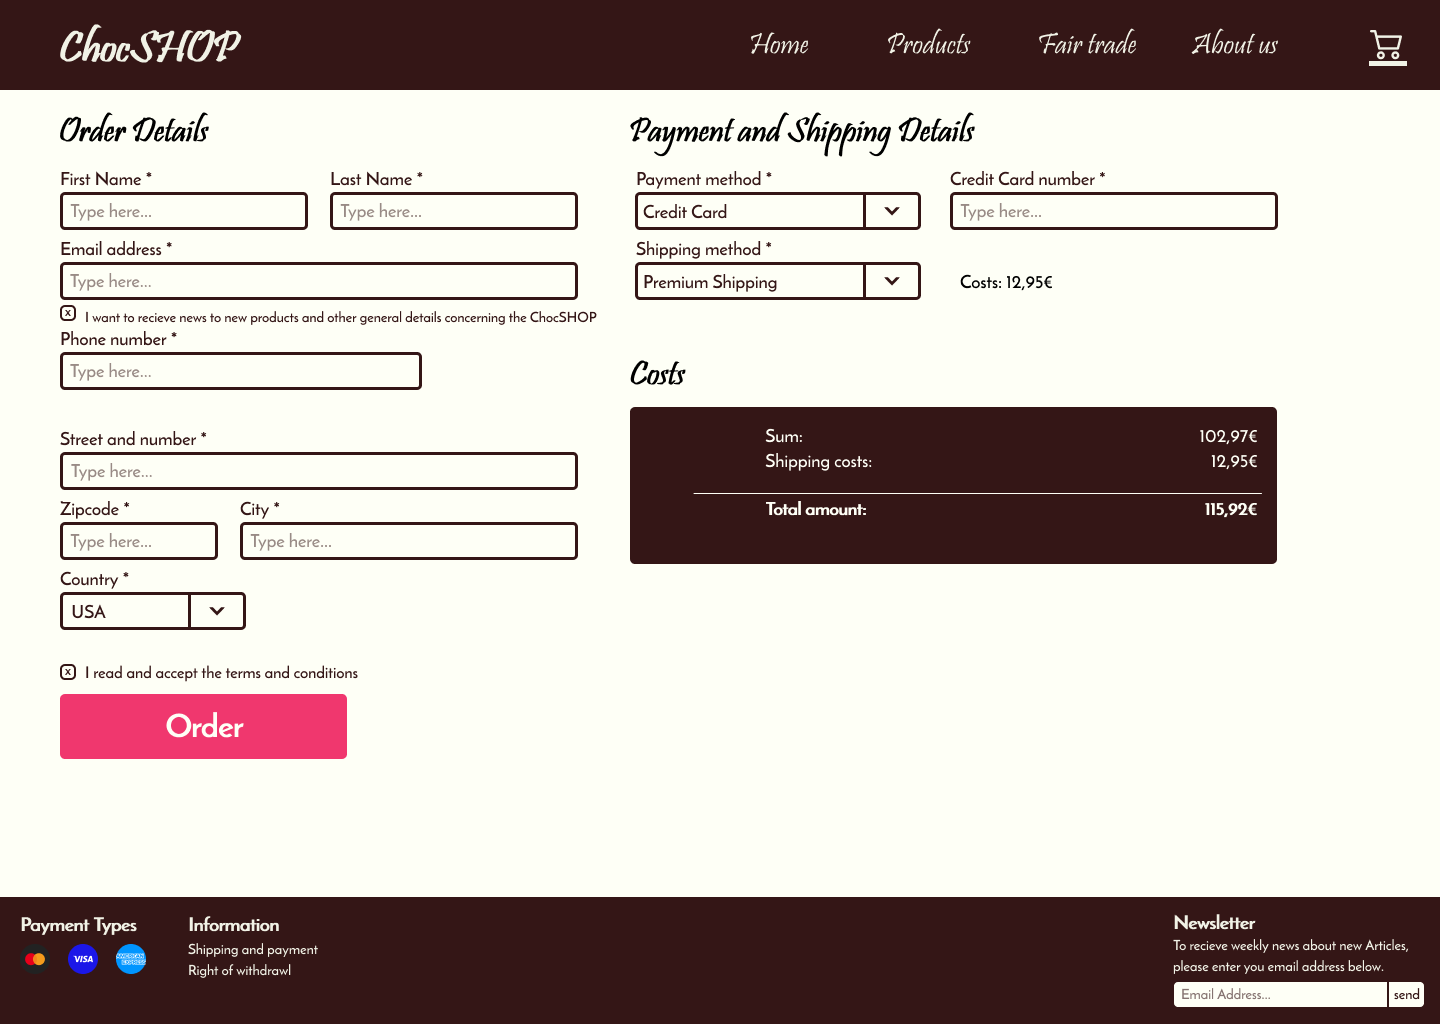 ChocSHOP
Home Products Fair trade About us
Order Details
First Name * Last Name *
Type here... Type here...
Email address *
Type here...
x I want to recieve news to new products and other general details concerning the ChocSHOP
Phone number *
Type here...
Street and number *
Type here...
Zipcode * City *
Type here... Type here...
Country *
USA
x I read and accept the terms and conditions
Order
Payment and Shipping Details
Payment method * Credit Card number *
Credit Card Type here...
Shipping method *
Premium Shipping Costs: 12,95€
Costs
Sum: 102,97€
Shipping costs: 12,95€
Total amount: 115,92€
Payment Types
VISA AMERICAN EXPRESS
Information
Shipping and payment
Right of withdrawl
Newsletter
To recieve weekly news about new Articles,
please enter you email address below.
Email Address... send